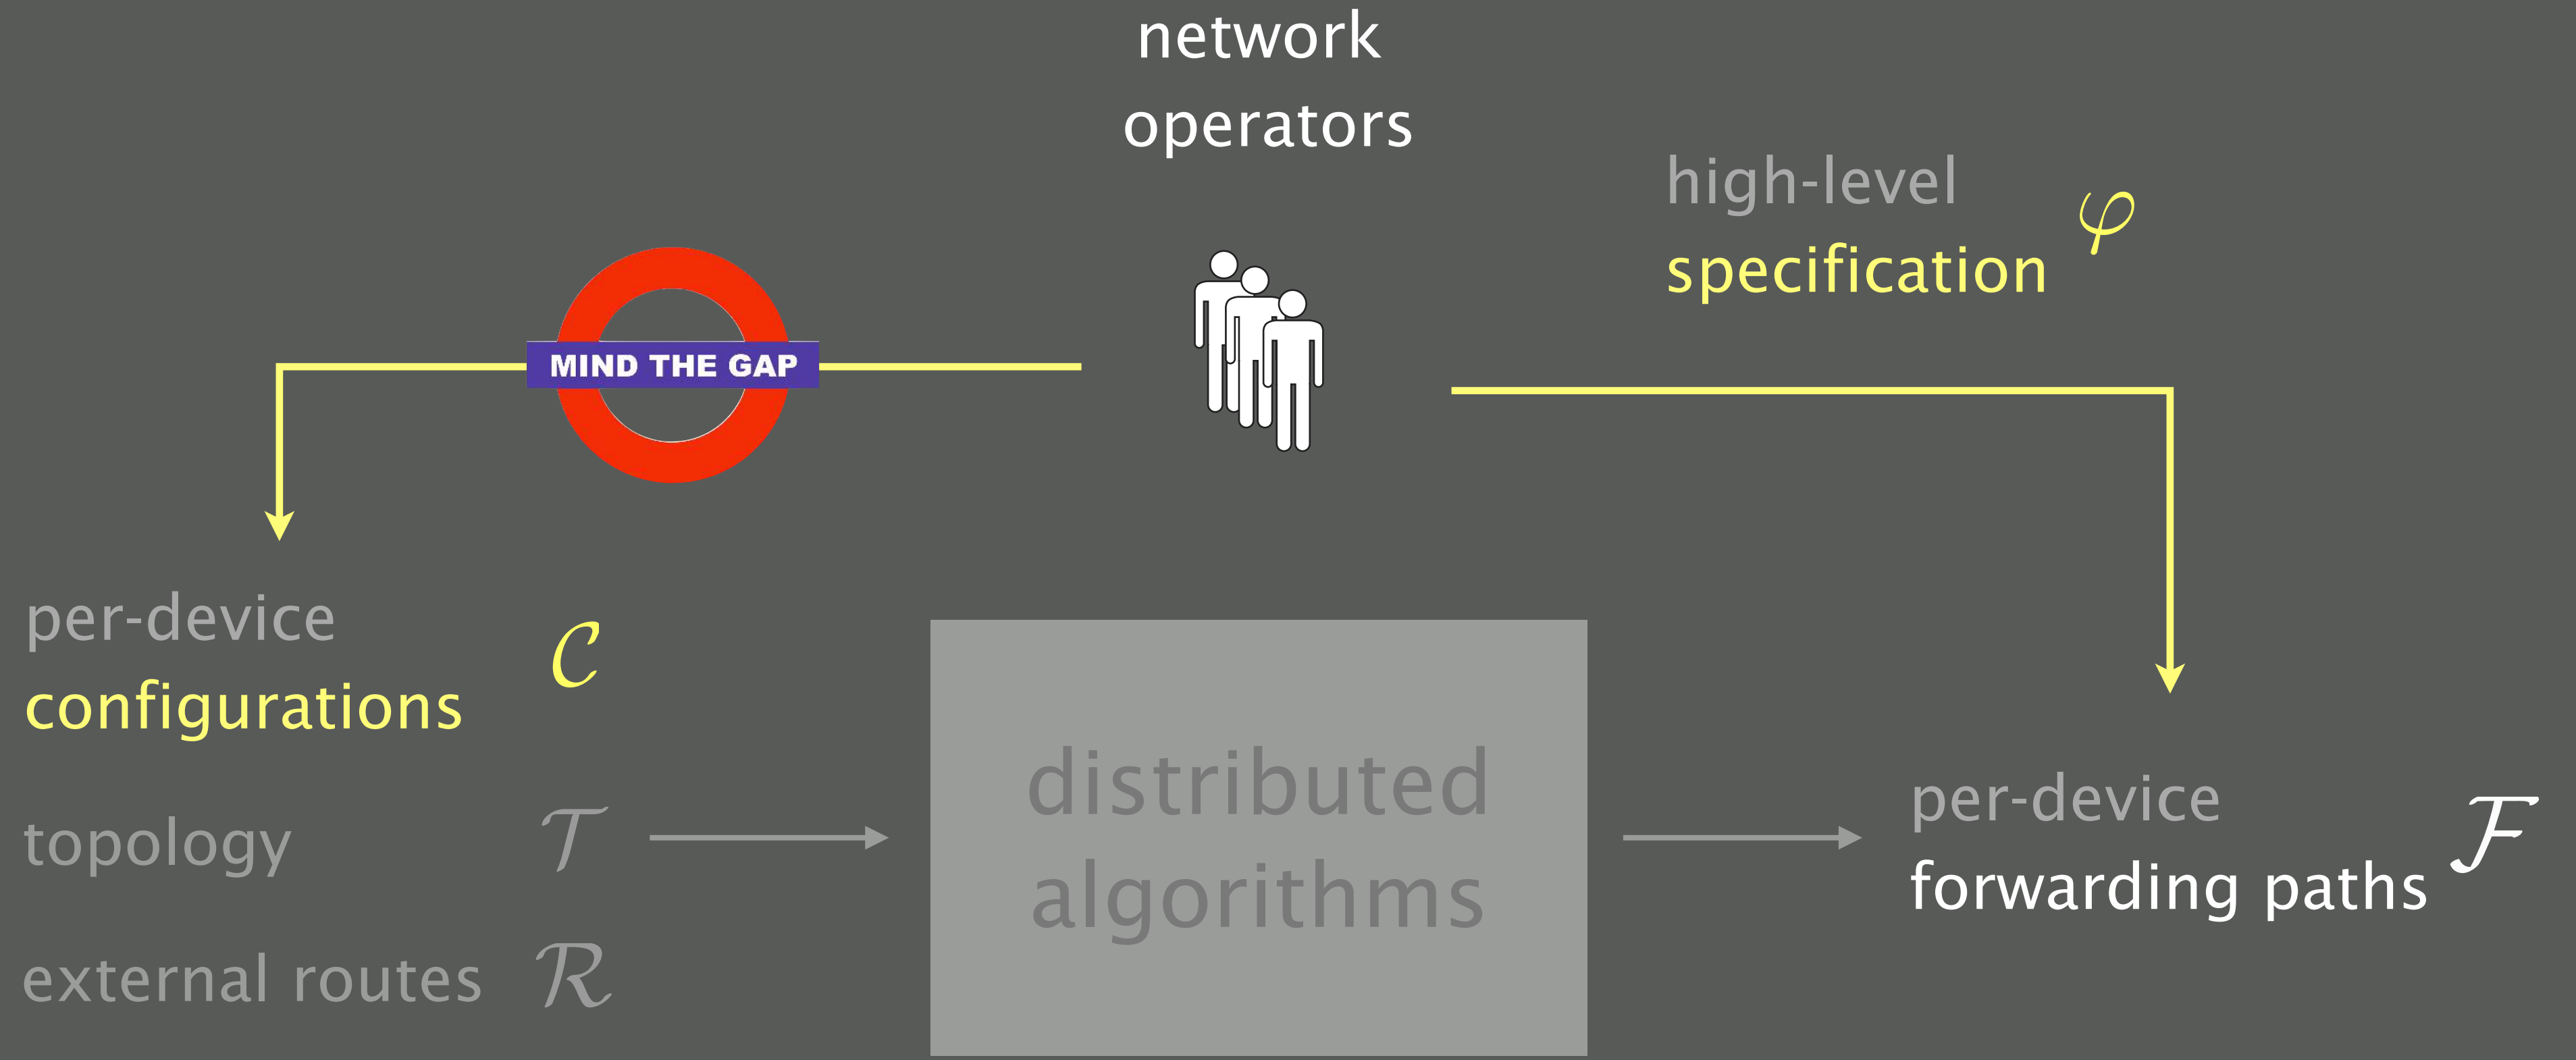 network
operators
high-level
specification φ
MIND THE GAP
per-device
configurations C
topology T
external routes R
distributed
algorithms
per-device
forwarding paths F